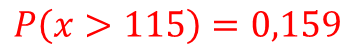 P(x > 115) = 0,159